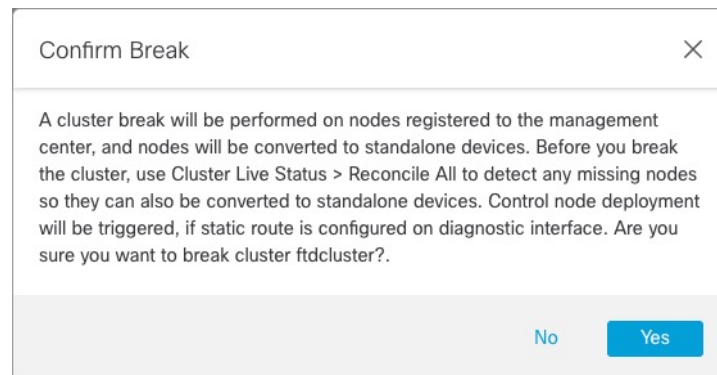 Confirm Break
A cluster break will be performed on nodes registered to the management
center, and nodes will be converted to standalone devices. Before you break
the cluster, use Cluster Live Status > Reconcile All to detect any missing nodes
so they can also be converted to standalone devices. Control node deployment
will be triggered, if static route is configured on diagnostic interface. Are you
sure you want to break cluster ftdcluster?.
No
Yes